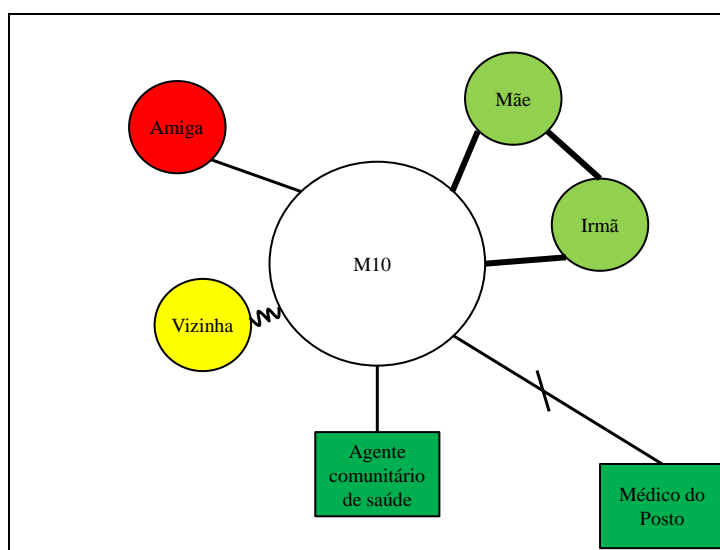 Mãe
Amiga
Irmã
M10
Vizinha
Agente
comunitário
de saúde
Médico do
Posto